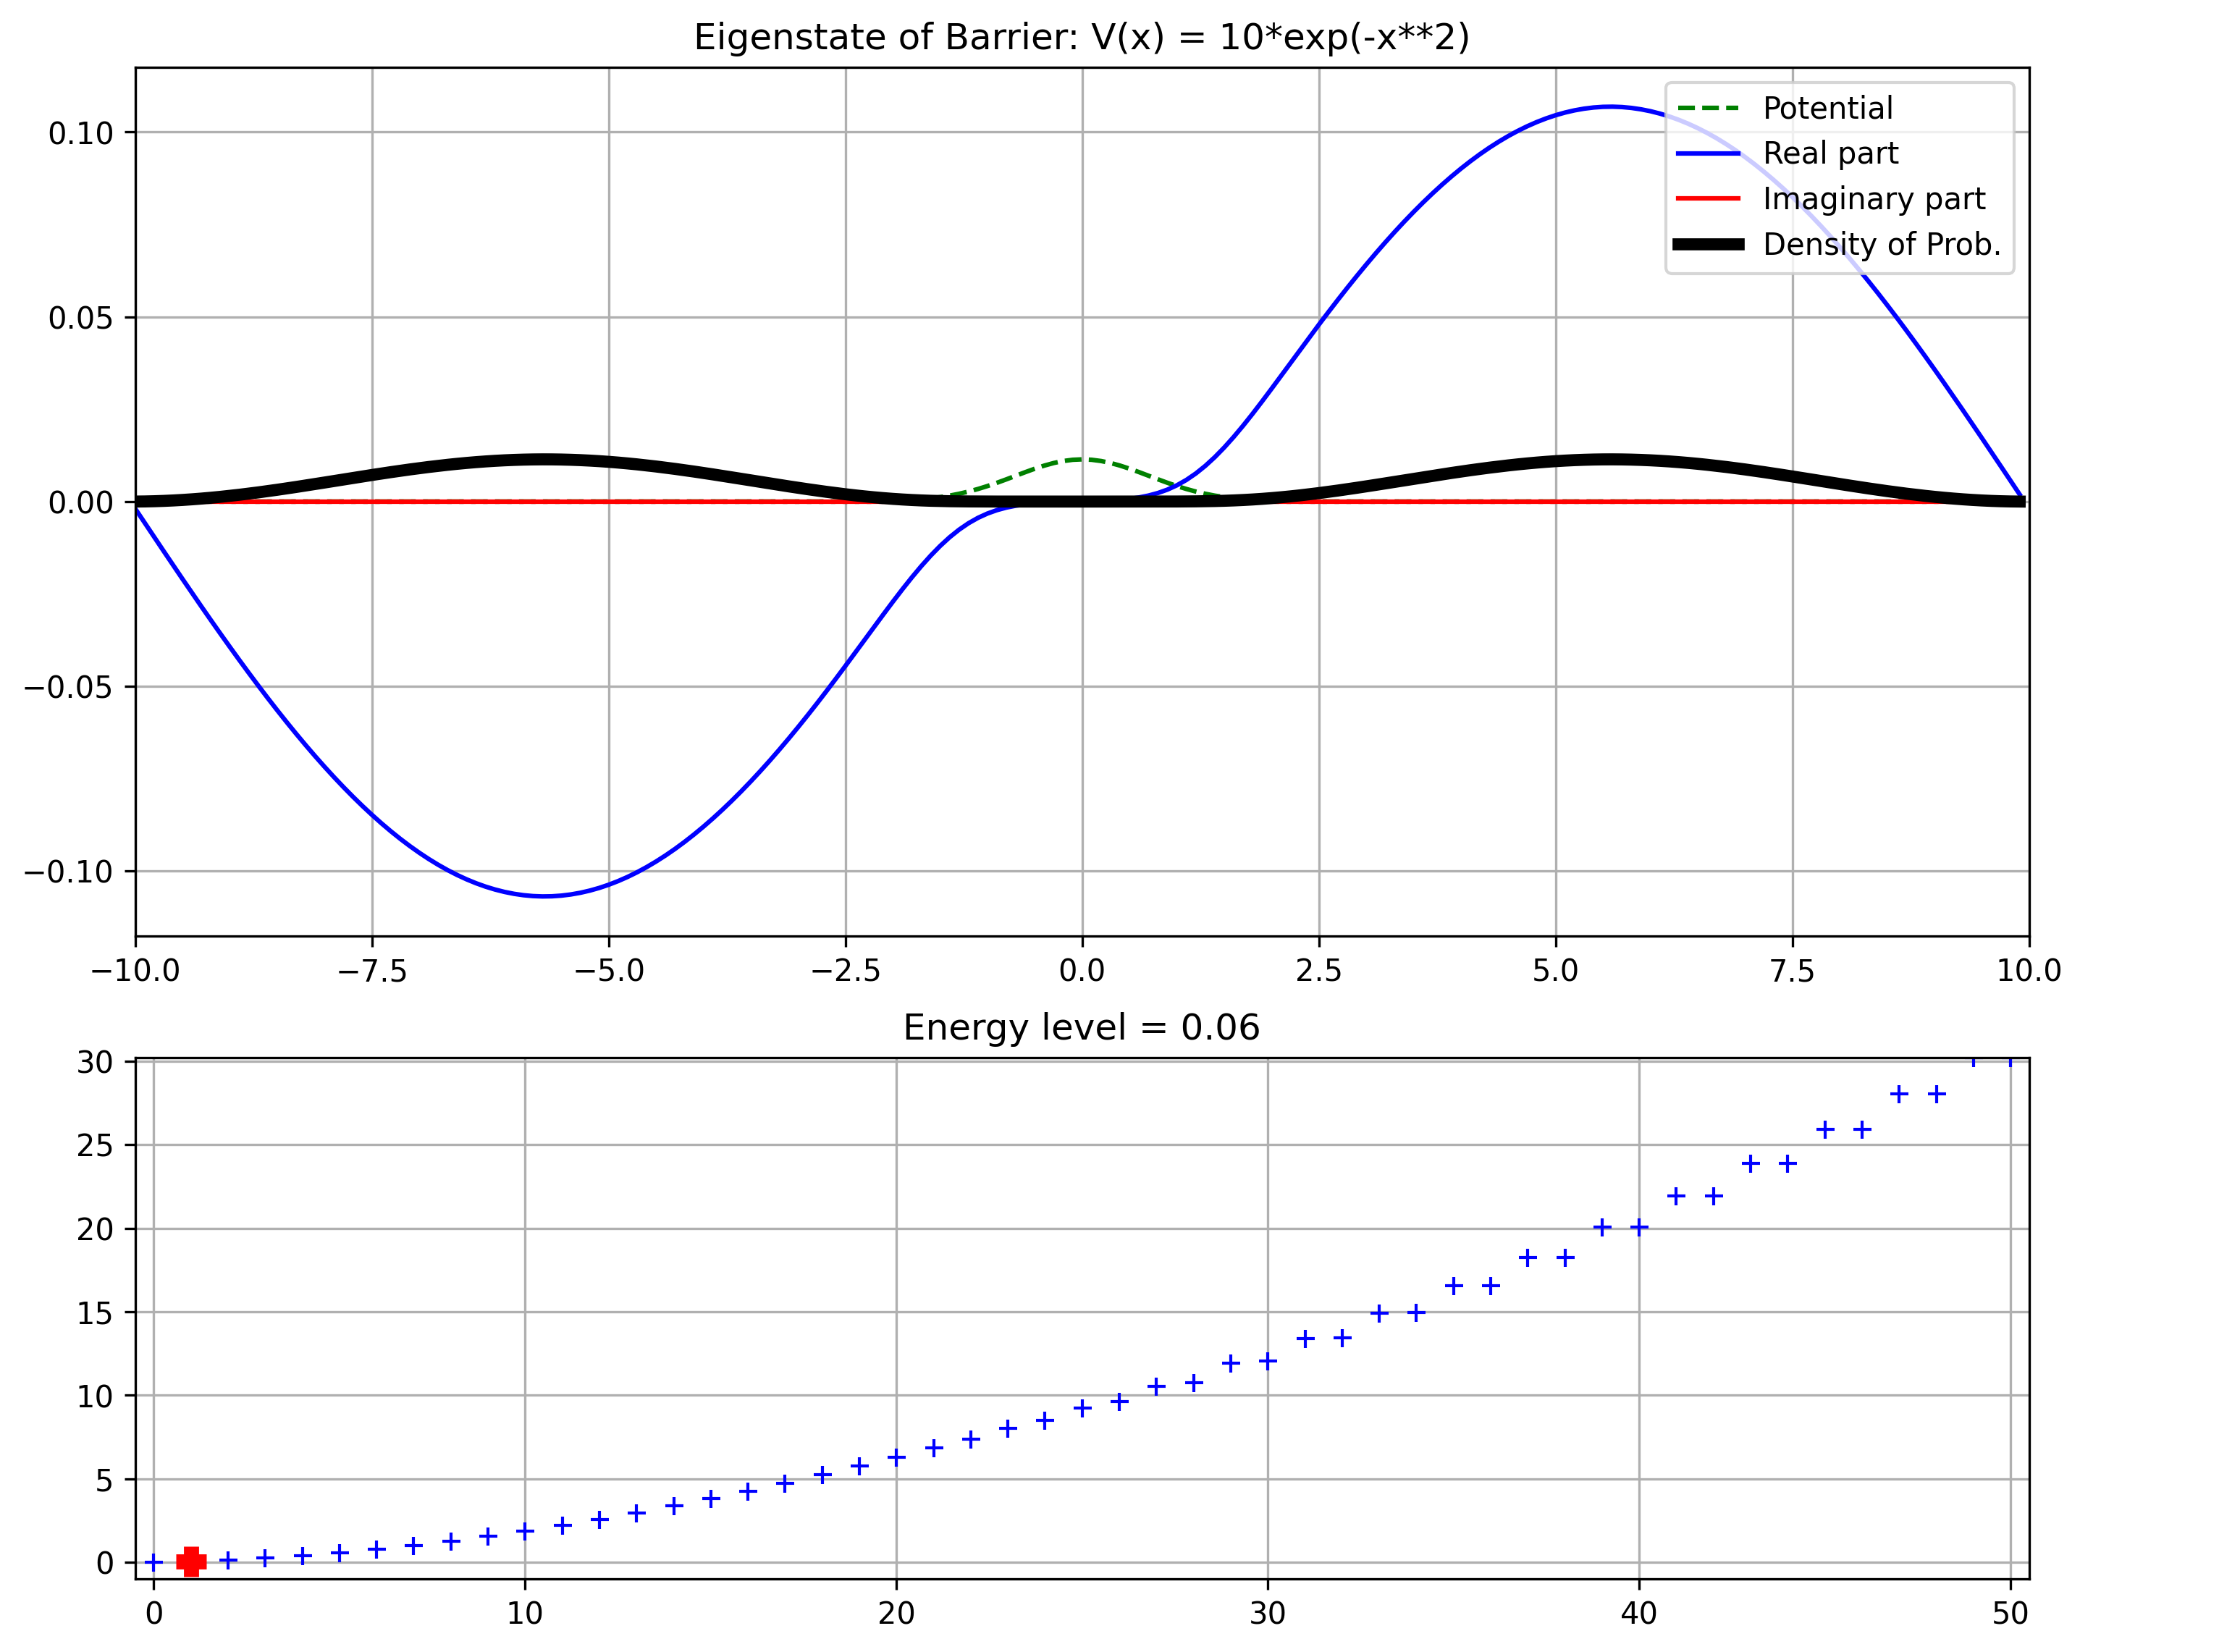 Eigenstate of Barrier: V(x) = 10*exp(-x**2)
Potential
Real part
Imaginary part
Density of Prob.
0.10
0.05
0.00
−0.05
−0.10
−10.0 −7.5 −5.0 −2.5 0.0 2.5 5.0 7.5 10.0
Energy level = 0.06
30
25
20
15
10
5
0
0 10 20 30 40 50